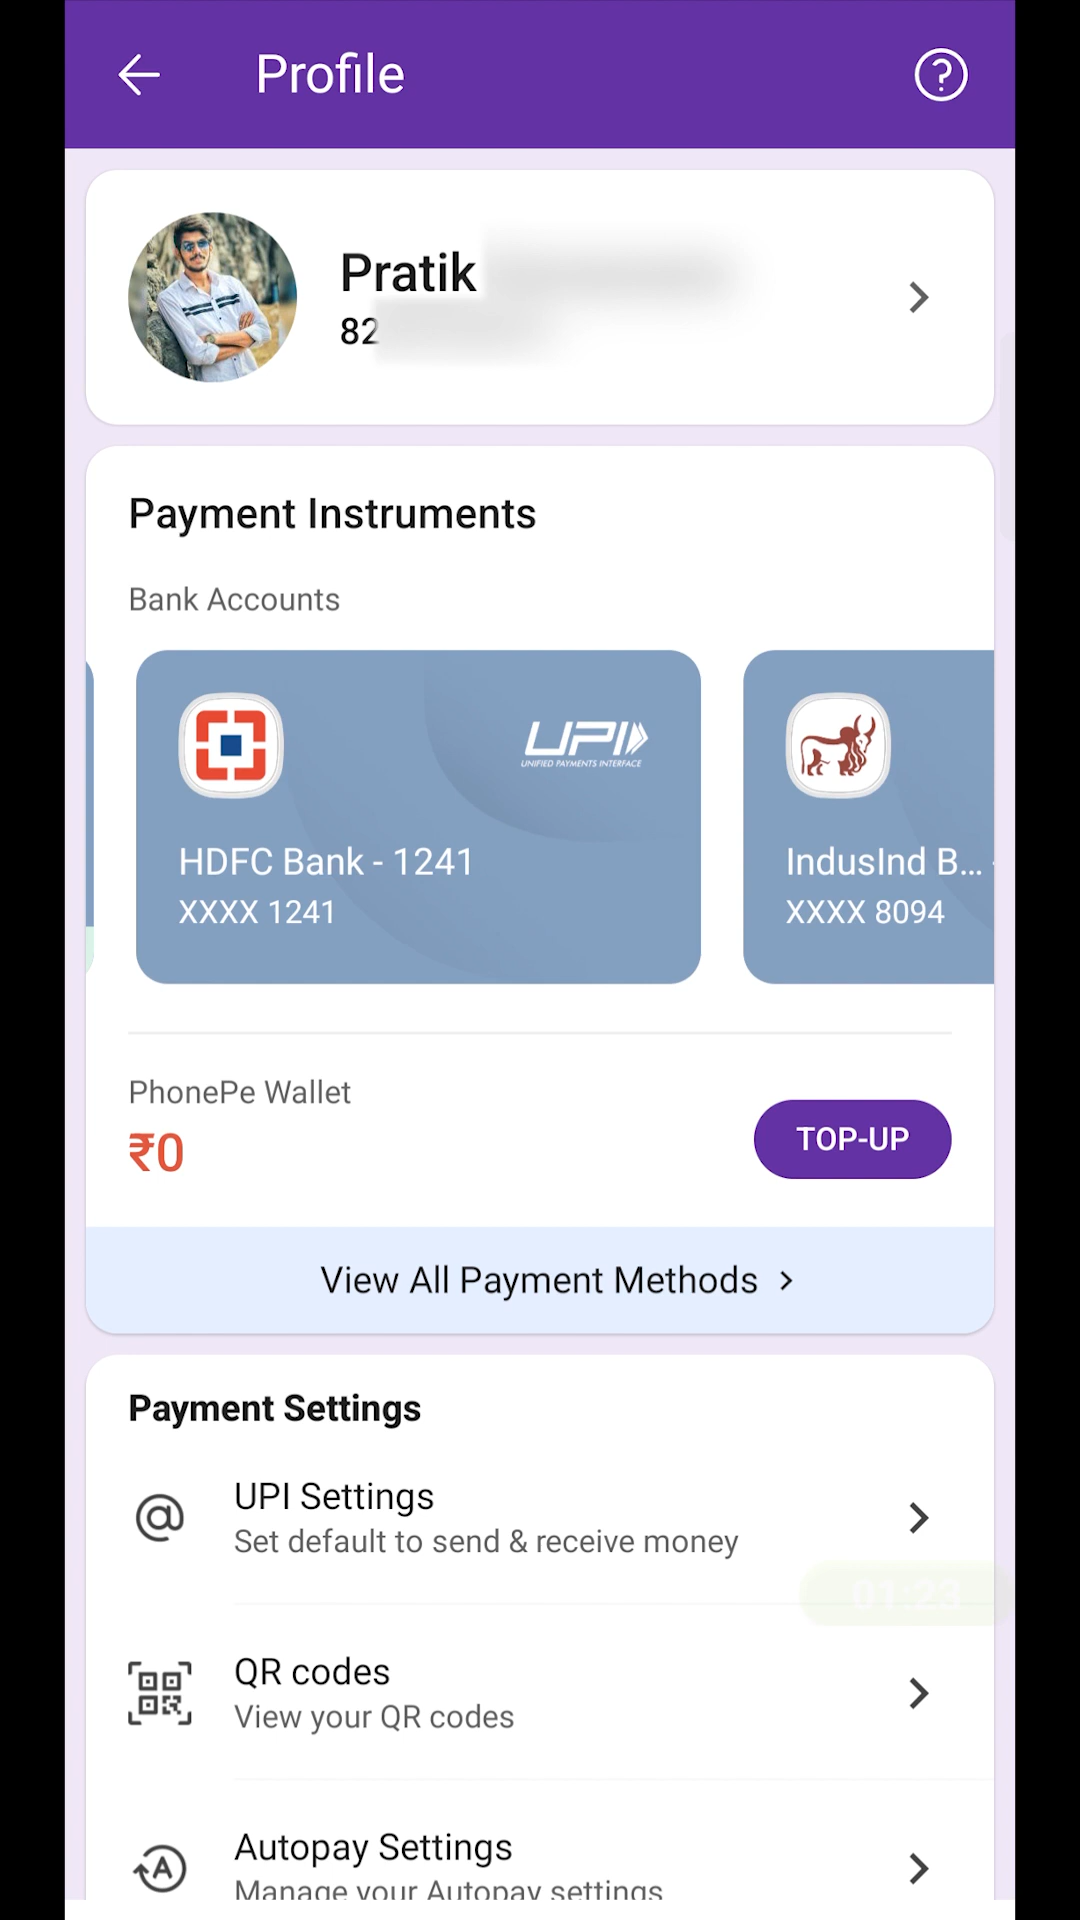 Profile
Pratik
82
Payment Instruments
Bank Accounts
UPI
UNIFIED PAYMENTS INTERFACE
HDFC Bank - 1241
XXXX 1241
IndusInd B...
XXXX 8094
PhonePe Wallet
₹0
TOP-UP
View All Payment Methods
Payment Settings
@ UPI Settings
Set default to send & receive money
01:23
QR codes
View your QR codes
A Autopay Settings
Manage your Autopay settings